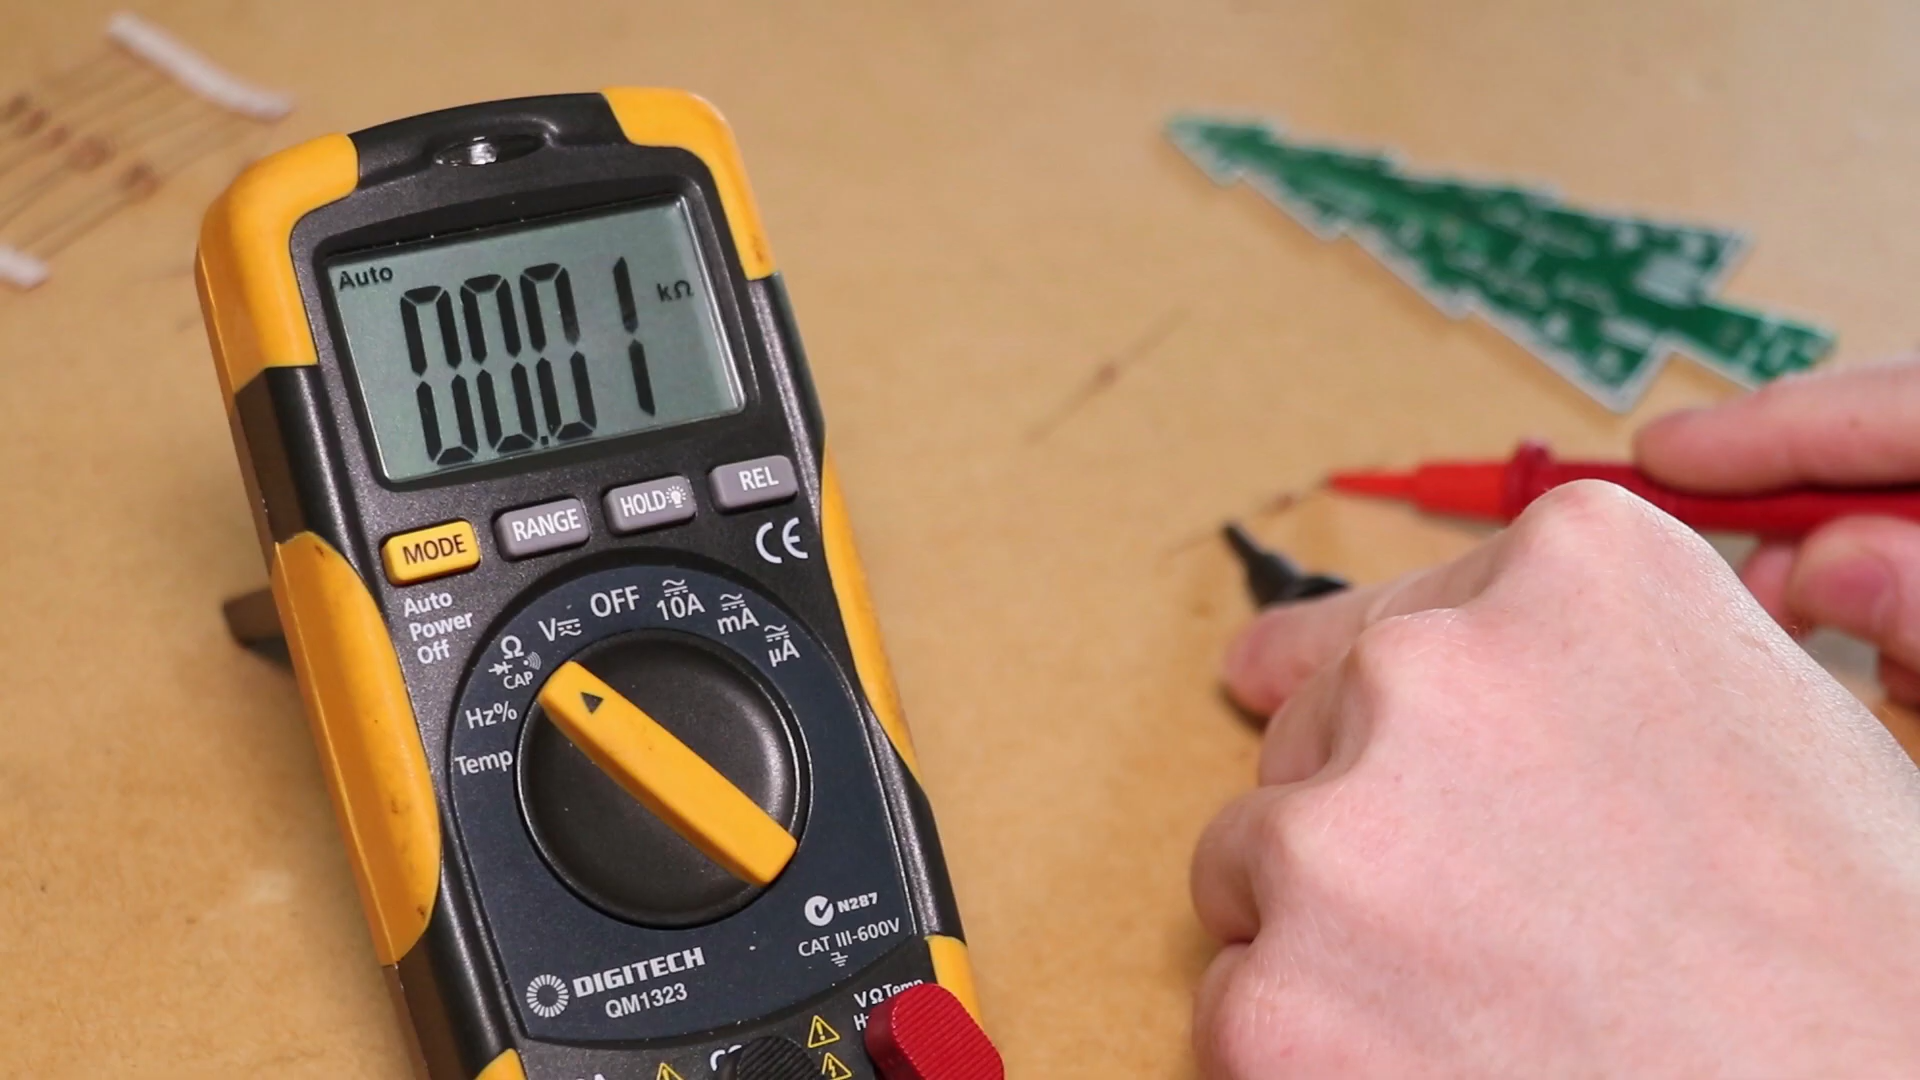 Auto
000.1 kΩ
MODE RANGE HOLD REL
CE
Auto
Power
Off
OFF
V
10A
mA
µA
Ω
CAP
Hz%
Temp
N287
CAT III-600V
DIGITECH
QM1323
VΩTemp